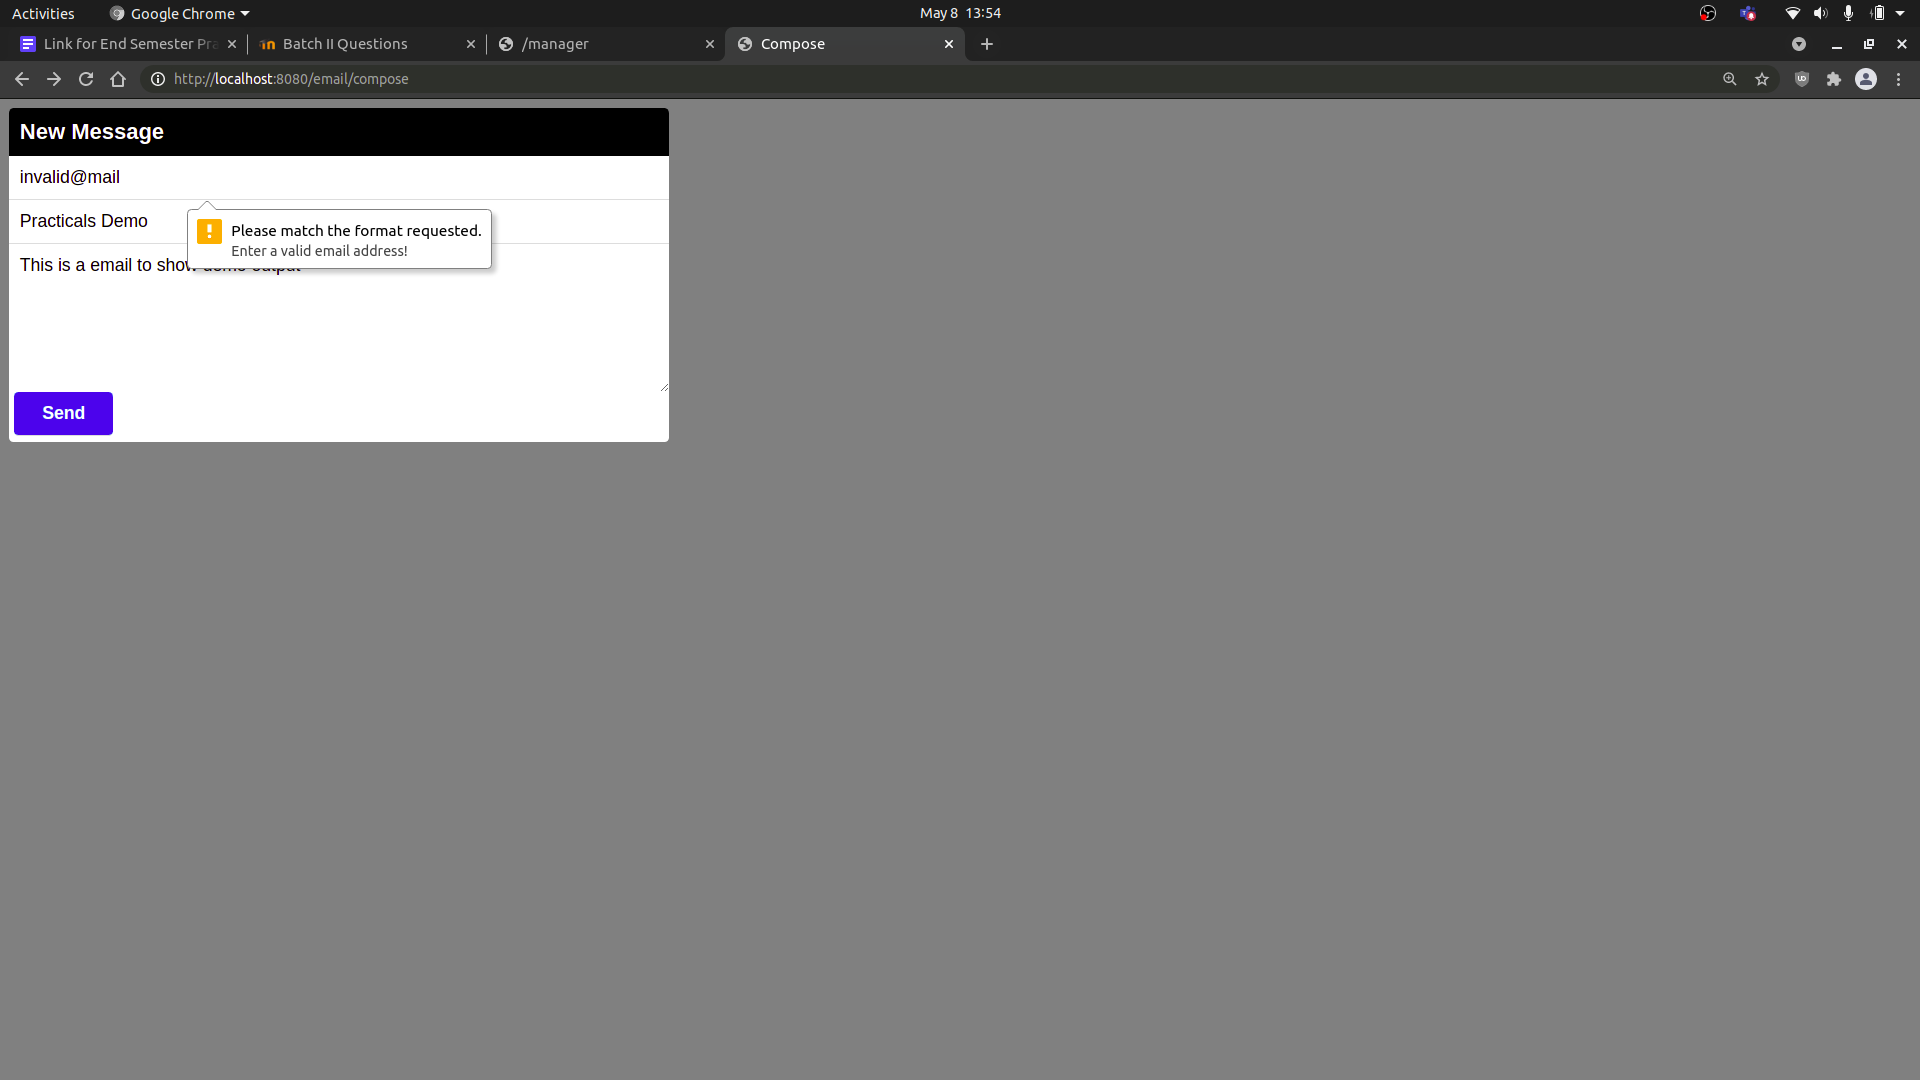 Activities
Google Chrome
May 8 13:54
Link for End Semester Pra
Batch II Questions
/manager
Compose
http://localhost:8080/email/compose
New Message
invalid@mail
Practicals Demo
Please match the format requested.
Enter a valid email address!
This is a email to show demo output
Send